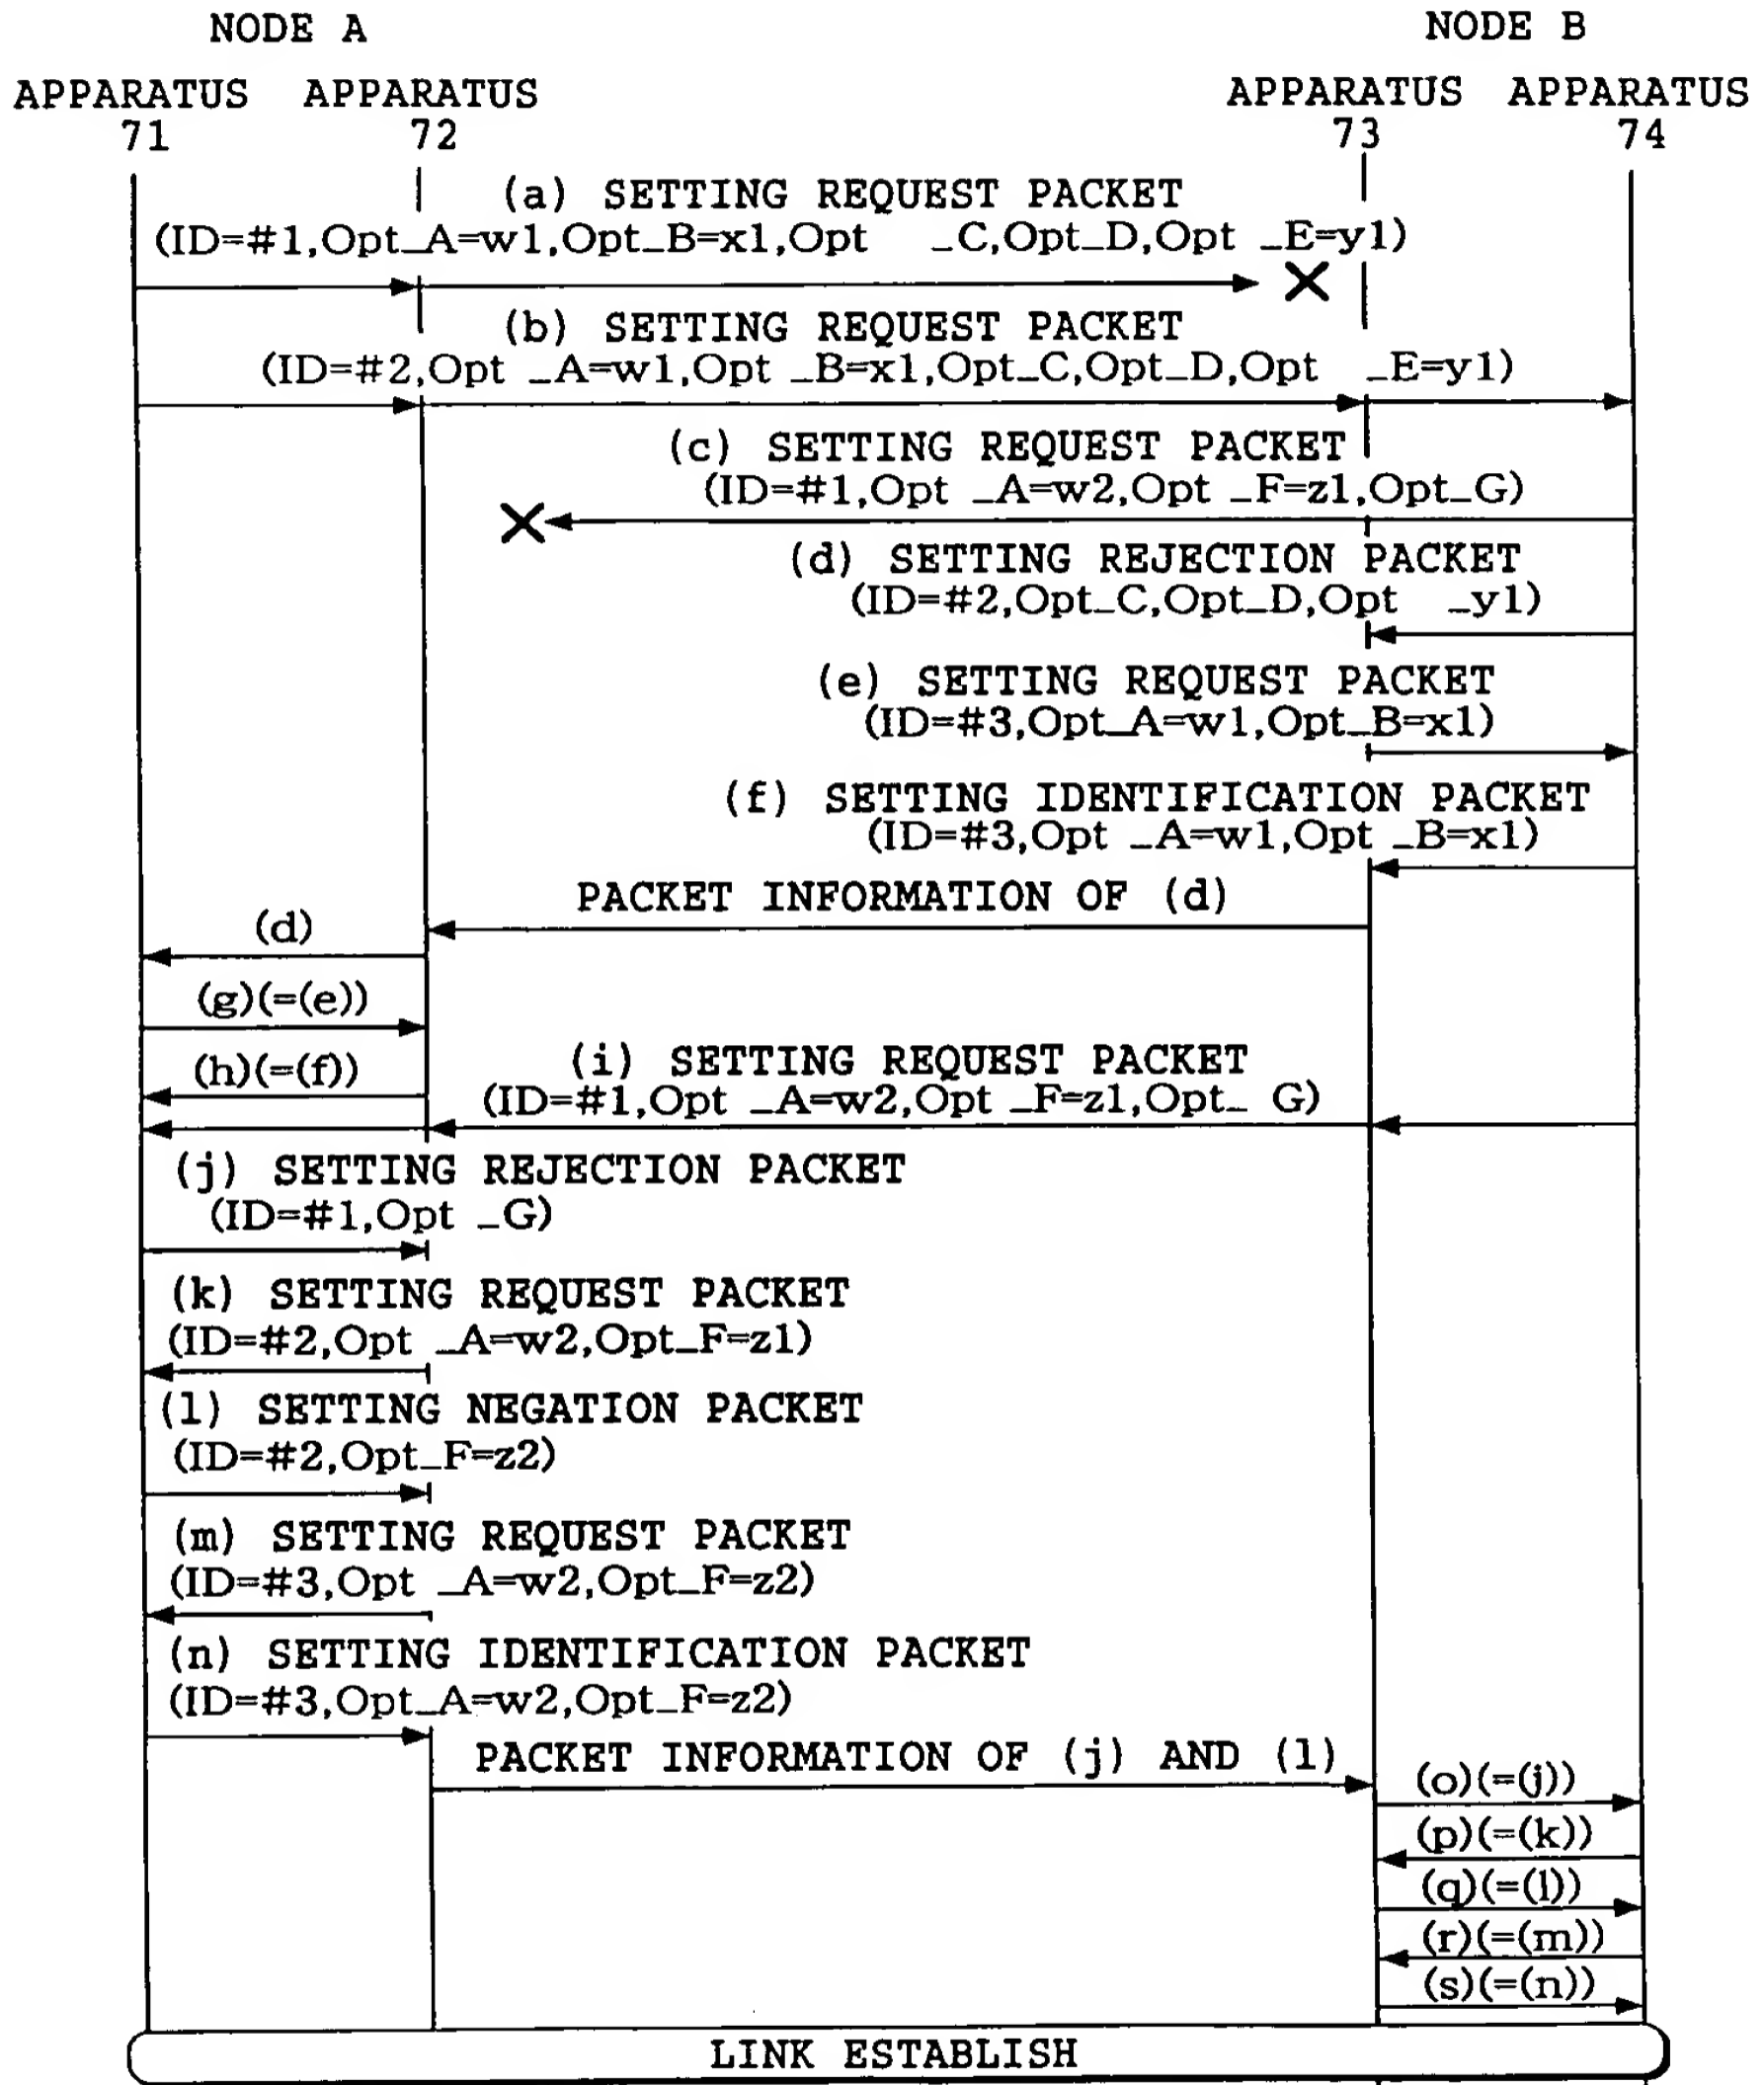 NODE A NODE B
APPARATUS APPARATUS APPARATUS APPARATUS
71 72 73 74
(a) SETTING REQUEST PACKET
(ID=#1,Opt_A=w1,Opt_B=x1,Opt _C,Opt_D,Opt _E=y1)
(b) SETTING REQUEST PACKET
(ID=#2,Opt _A=w1,Opt _B=x1,Opt_C,Opt_D,Opt _E=y1)
(c) SETTING REQUEST PACKET
(ID=#1,Opt _A=w2,Opt _F=z1,Opt_G)
(d) SETTING REJECTION PACKET
(ID=#2,Opt_C,Opt_D,Opt _y1)
(e) SETTING REQUEST PACKET
(ID=#3,Opt_A=w1,Opt_B=x1)
(f) SETTING IDENTIFICATION PACKET
(ID=#3,Opt _A=w1,Opt _B=x1)
PACKET INFORMATION OF (d)
(d)
(g)(=(e))
(h)(=(f))
(i) SETTING REQUEST PACKET
(ID=#1,Opt _A=w2,Opt _F=z1,Opt_ G)
(j) SETTING REJECTION PACKET
(ID=#1,Opt _G)
(k) SETTING REQUEST PACKET
(ID=#2,Opt _A=w2,Opt_F=z1)
(l) SETTING NEGATION PACKET
(ID=#2,Opt_F=z2)
(m) SETTING REQUEST PACKET
(ID=#3,Opt _A=w2,Opt_F=z2)
(n) SETTING IDENTIFICATION PACKET
(ID=#3,Opt_A=w2,Opt_F=z2)
PACKET INFORMATION OF (j) AND (l)
(o)(=(j))
(p)(=(k))
(q)(=(l))
(r)(=(m))
(s)(=(n))
LINK ESTABLISH